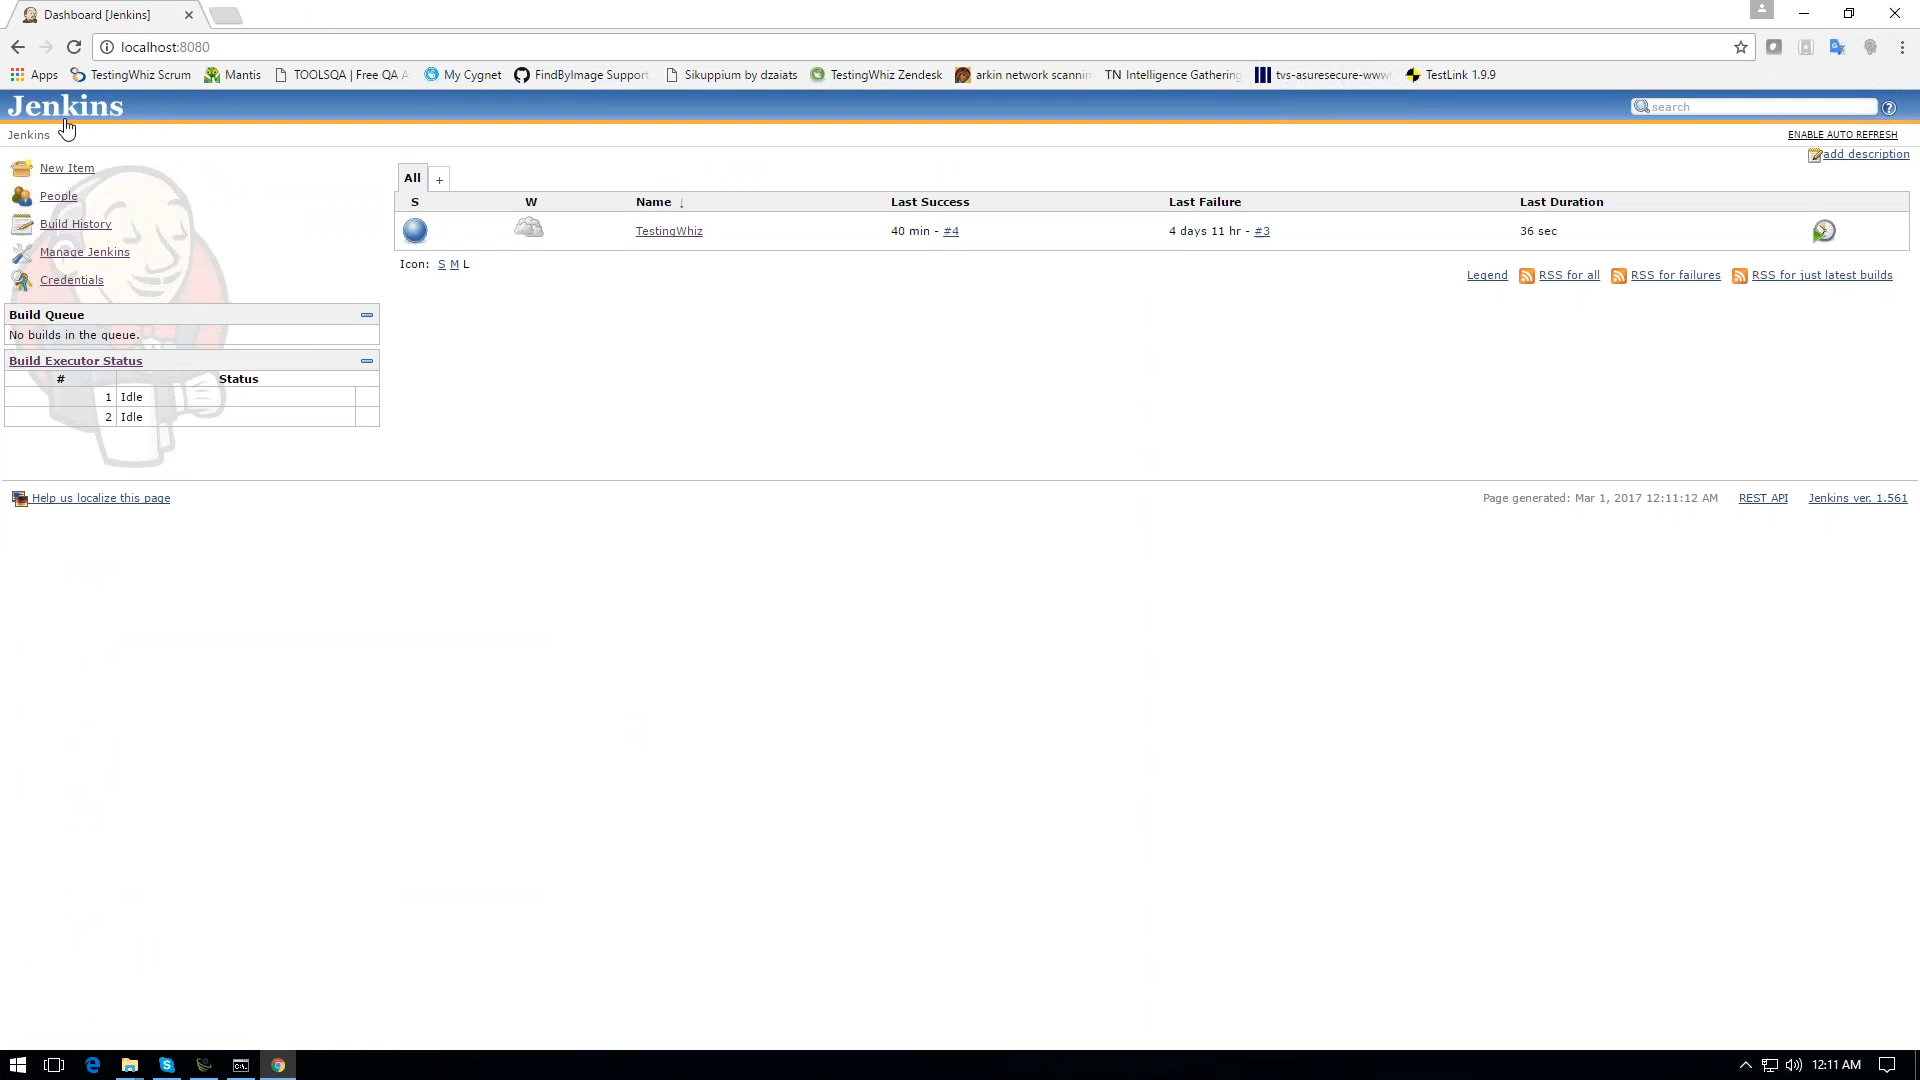 Dashboard [Jenkins]
localhost:8080
Apps TestingWhiz Scrum Mantis TOOLSQA | Free QA A My Cygnet FindByImage Support Sikuppium by dzaiats TestingWhiz Zendesk arkin network scannin TN Intelligence Gathering tvs-asuresecure-www TestLink 1.9.9
Jenkins
search
Jenkins
ENABLE AUTO REFRESH
add description
New Item
People
Build History
Manage Jenkins
Credentials
Build Queue
No builds in the queue.
Build Executor Status
# Status
1 Idle
2 Idle
All +
S W Name ↓ Last Success Last Failure Last Duration
TestingWhiz 40 min - #4 4 days 11 hr - #3 36 sec
Icon: S M L
Legend RSS for all RSS for failures RSS for just latest builds
Help us localize this page
Page generated: Mar 1, 2017 12:11:12 AM REST API Jenkins ver. 1.561
12:11 AM